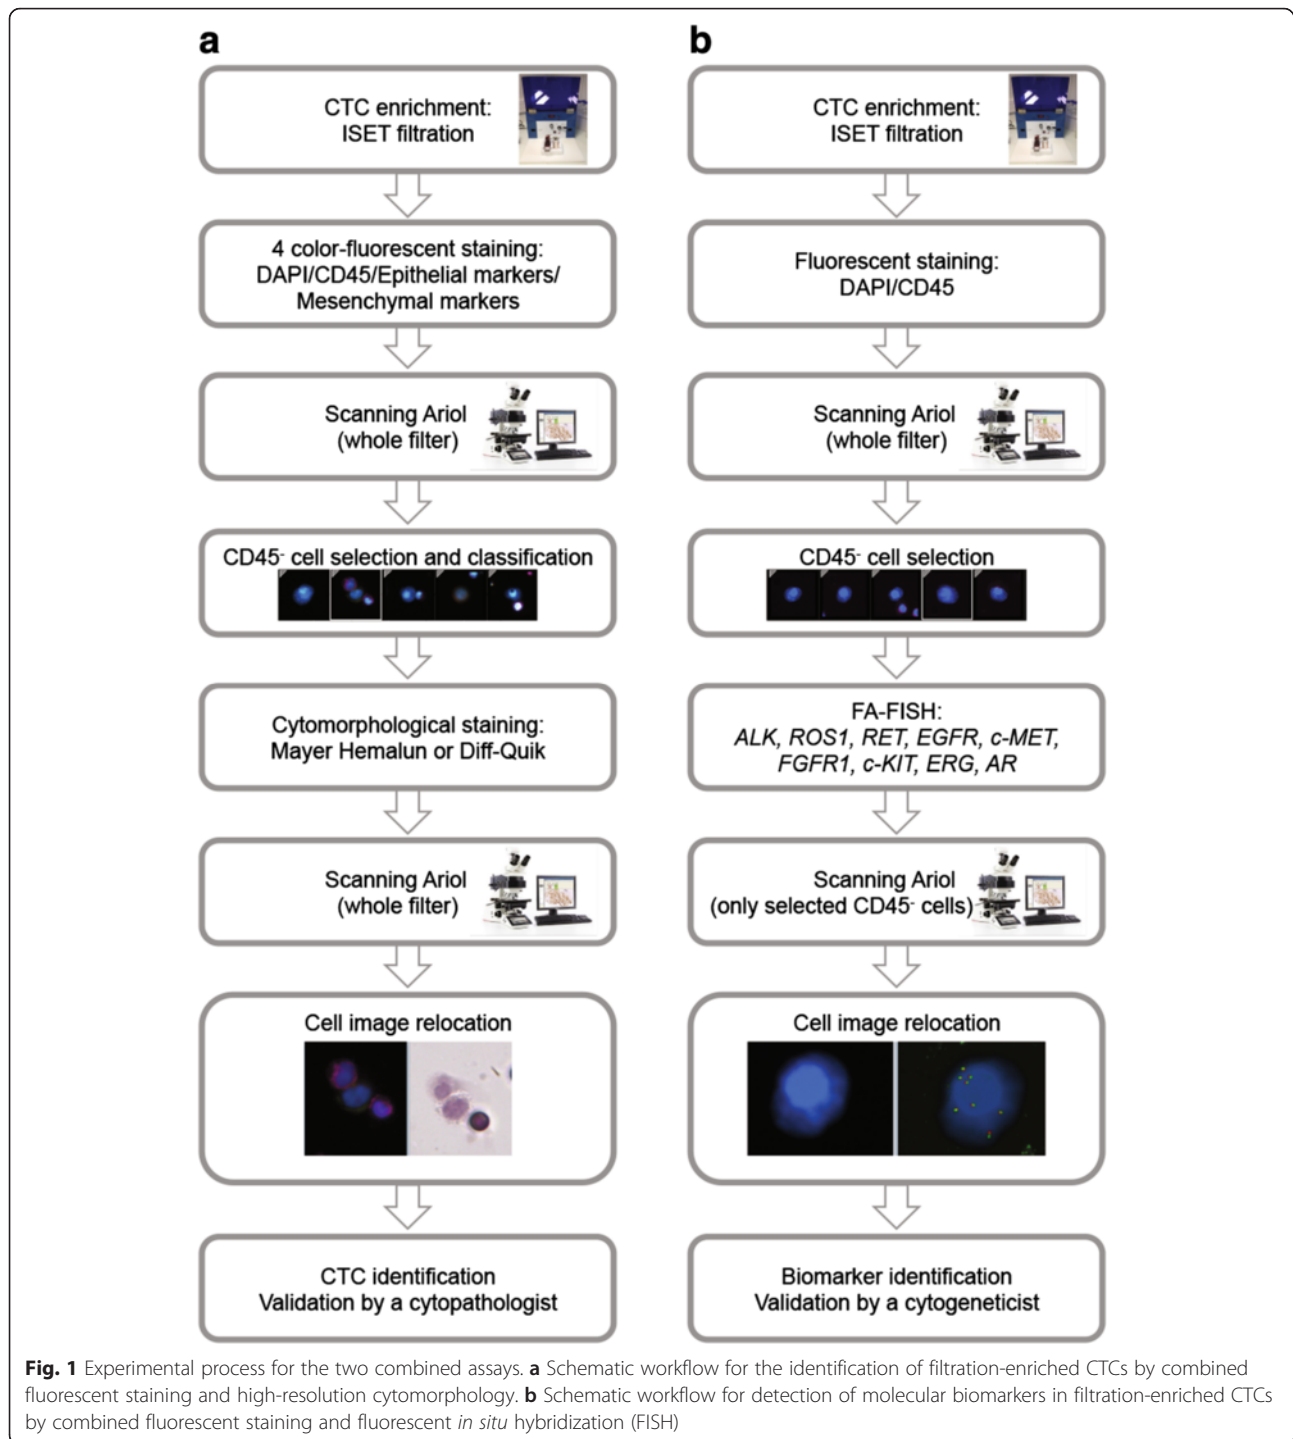 a
CTC enrichment:
ISET filtration
4 color-fluorescent staining:
DAPI/CD45/Epithelial markers/
Mesenchymal markers
Scanning Ariol
(whole filter)
CD45- cell selection and classification
Cytomorphological staining:
Mayer Hemalun or Diff-Quik
Scanning Ariol
(whole filter)
Cell image relocation
CTC identification
Validation by a cytopathologist
b
CTC enrichment:
ISET filtration
Fluorescent staining:
DAPI/CD45
Scanning Ariol
(whole filter)
CD45- cell selection
FA-FISH:
ALK, ROS1, RET, EGFR, c-MET,
FGFR1, c-KIT, ERG, AR
Scanning Ariol
(only selected CD45- cells)
Cell image relocation
Biomarker identification
Validation by a cytogeneticist
Fig. 1 Experimental process for the two combined assays. a Schematic workflow for the identification of filtration-enriched CTCs by combined
fluorescent staining and high-resolution cytomorphology. b Schematic workflow for detection of molecular biomarkers in filtration-enriched CTCs
by combined fluorescent staining and fluorescent in situ hybridization (FISH)